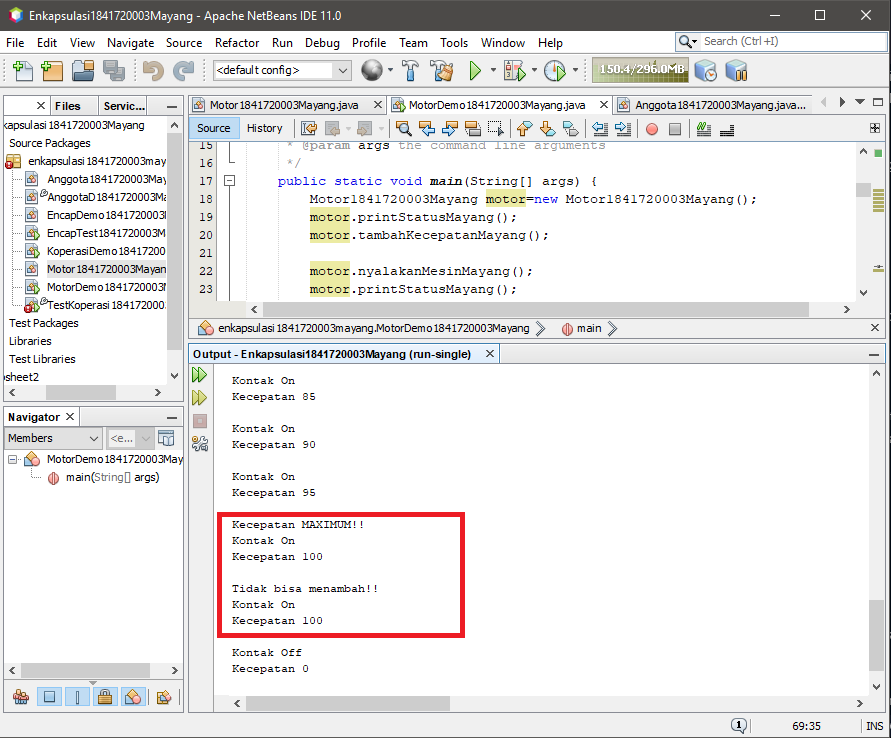 Enkapsulasi1841720003Mayang - Apache NetBeans IDE 11.0
File Edit View Navigate Source Refactor Run Debug Profile Team Tools Window Help
Search (Ctrl+I)
<default config>
150.4/296.0MB
Files Servic...
kapsulasi1841720003Mayang
Source Packages
enkapsulasi1841720003may
Anggota1841720003May
AnggotaD1841720003Ma
EncapDemo1841720003
EncapTest1841720003M
KoperasiDemo18417200
Motor1841720003Mayan
MotorDemo1841720003
TestKoperasi1841720003
Test Packages
Libraries
Test Libraries
osheet2
Navigator
Members
<e...
MotorDemo1841720003May
main(String[] args)
Motor1841720003Mayang.java MotorDemo1841720003Mayang.java Anggota1841720003Mayang.java...
Source History
15 * @param args the command line arguments
16 */
17 public static void main(String[] args) {
18 Motor1841720003Mayang motor=new Motor1841720003Mayang();
19 motor.printStatusMayang();
20 motor.tambahKecepatanMayang();
21
22 motor.nyalakanMesinMayang();
23 motor.printStatusMayang();
enkapsulasi1841720003mayang.MotorDemo1841720003Mayang main
Output - Enkapsulasi1841720003Mayang (run-single)
Kontak On
Kecepatan 85
Kontak On
Kecepatan 90
Kontak On
Kecepatan 95
Kecepatan MAXIMUM!!
Kontak On
Kecepatan 100
Tidak bisa menambah!!
Kontak On
Kecepatan 100
Kontak Off
Kecepatan 0
1
69:35
INS